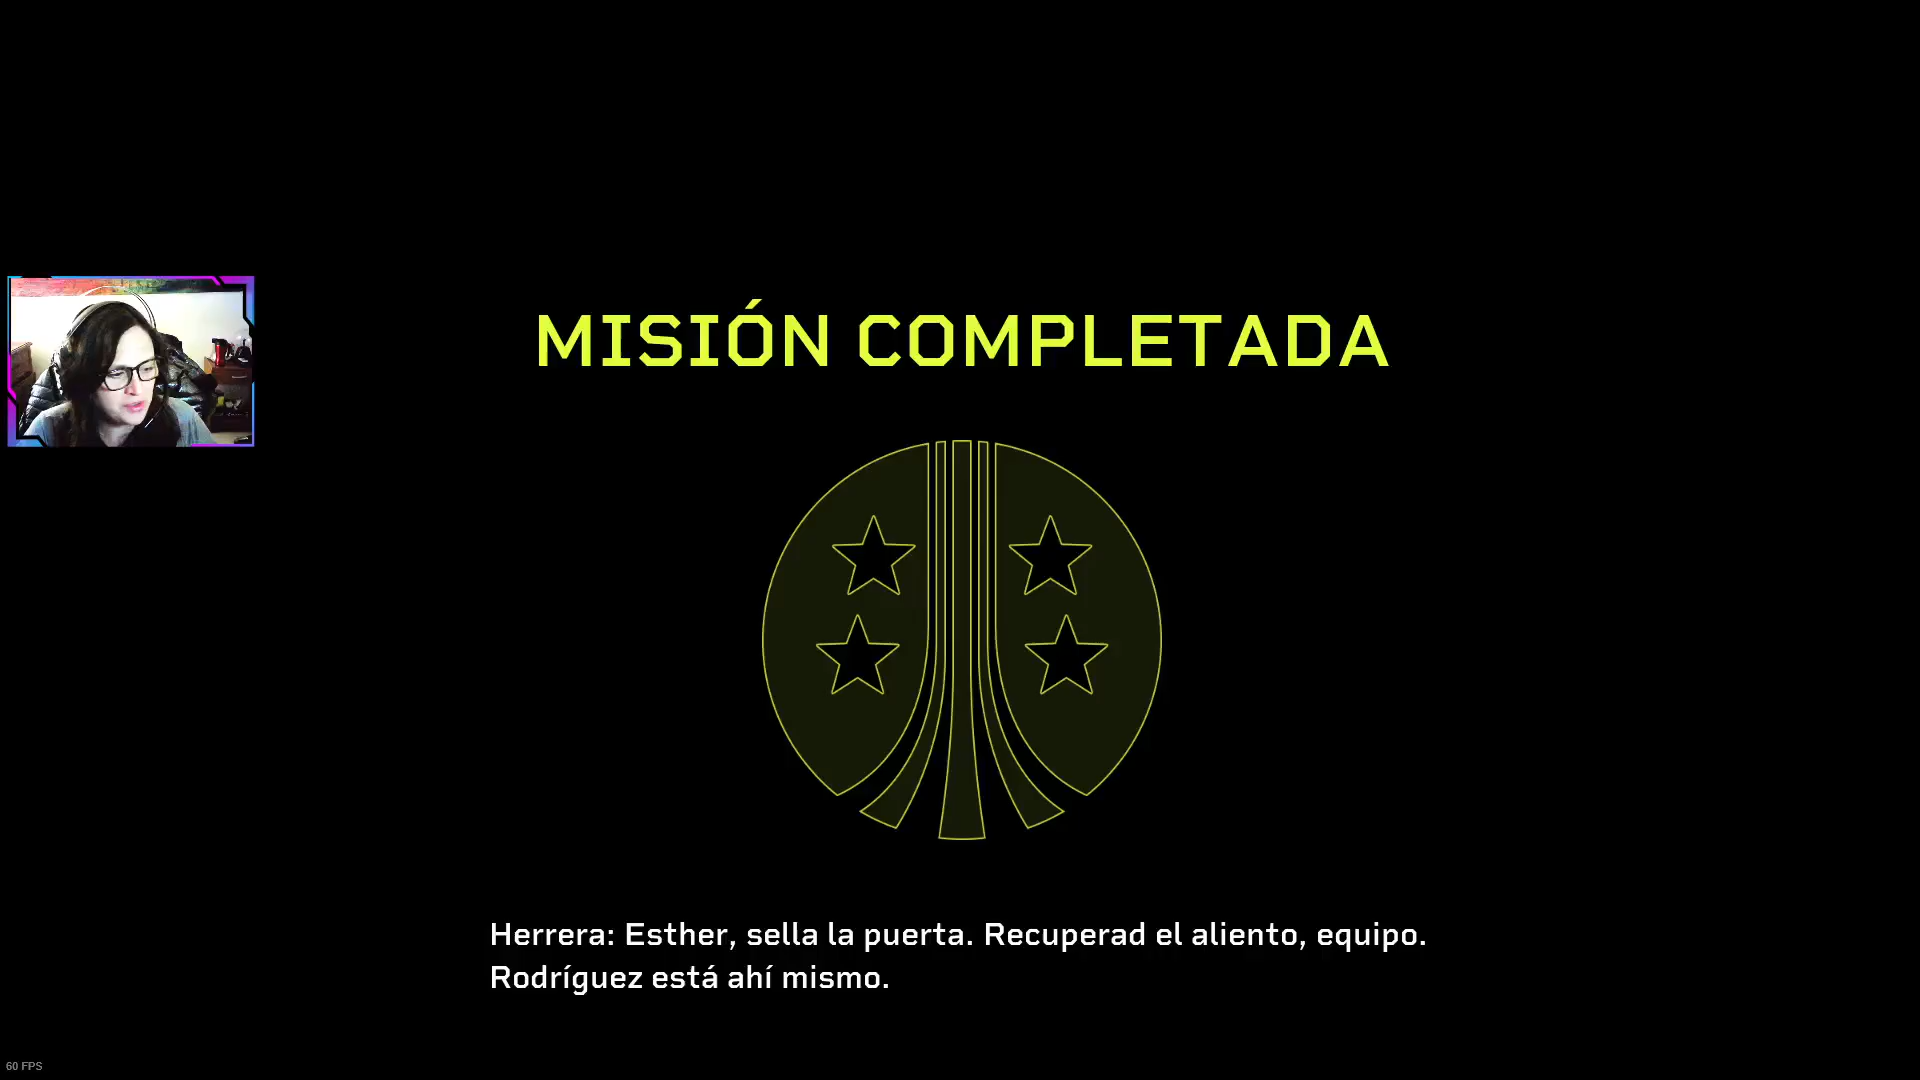 MISIÓN COMPLETADA
Herrera: Esther, sella la puerta. Recuperad el aliento, equipo.
Rodríguez está ahí mismo.
60 FPS